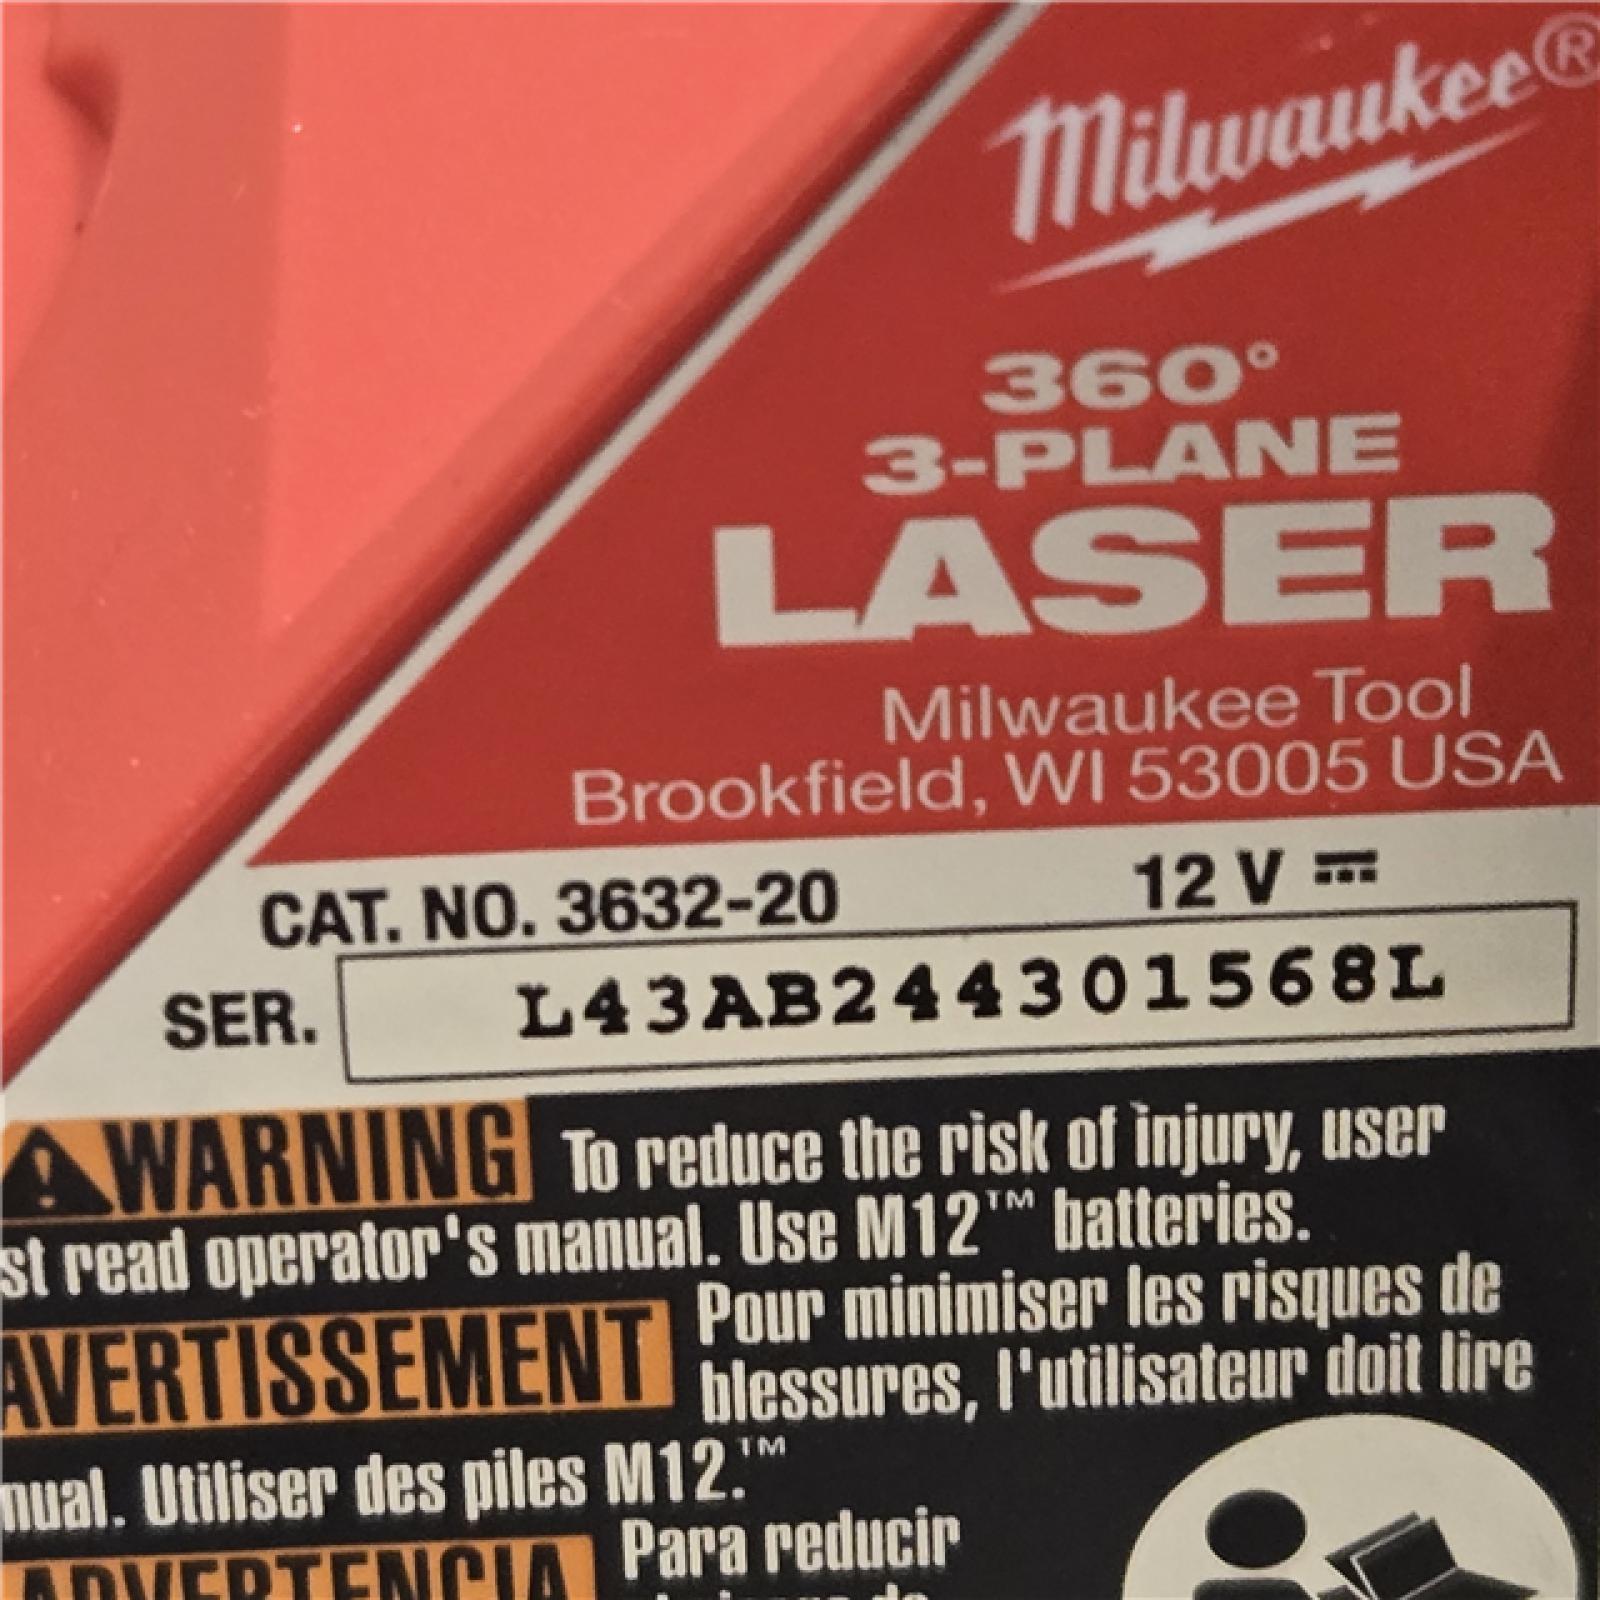 Milwaukee®
360°
3-PLANE
LASER
Milwaukee Tool
Brookfield, WI 53005 USA
CAT. NO. 3632-20 12 V ⎓
SER. L43AB244301568L
WARNING To reduce the risk of injury, user
st read operator's manual. Use M12™ batteries.
AVERTISSEMENT Pour minimiser les risques de
blessures, l'utilisateur doit lire
nual. Utiliser des piles M12.™
ADVERTENCIA Para reducir
de